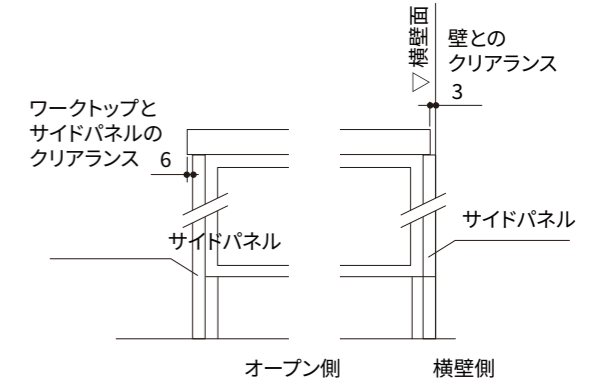 ▽横壁面
壁との
クリアランス
3
ワークトップと
サイドパネルの
クリアランス 6
サイドパネル
サイドパネル
オープン側
横壁側